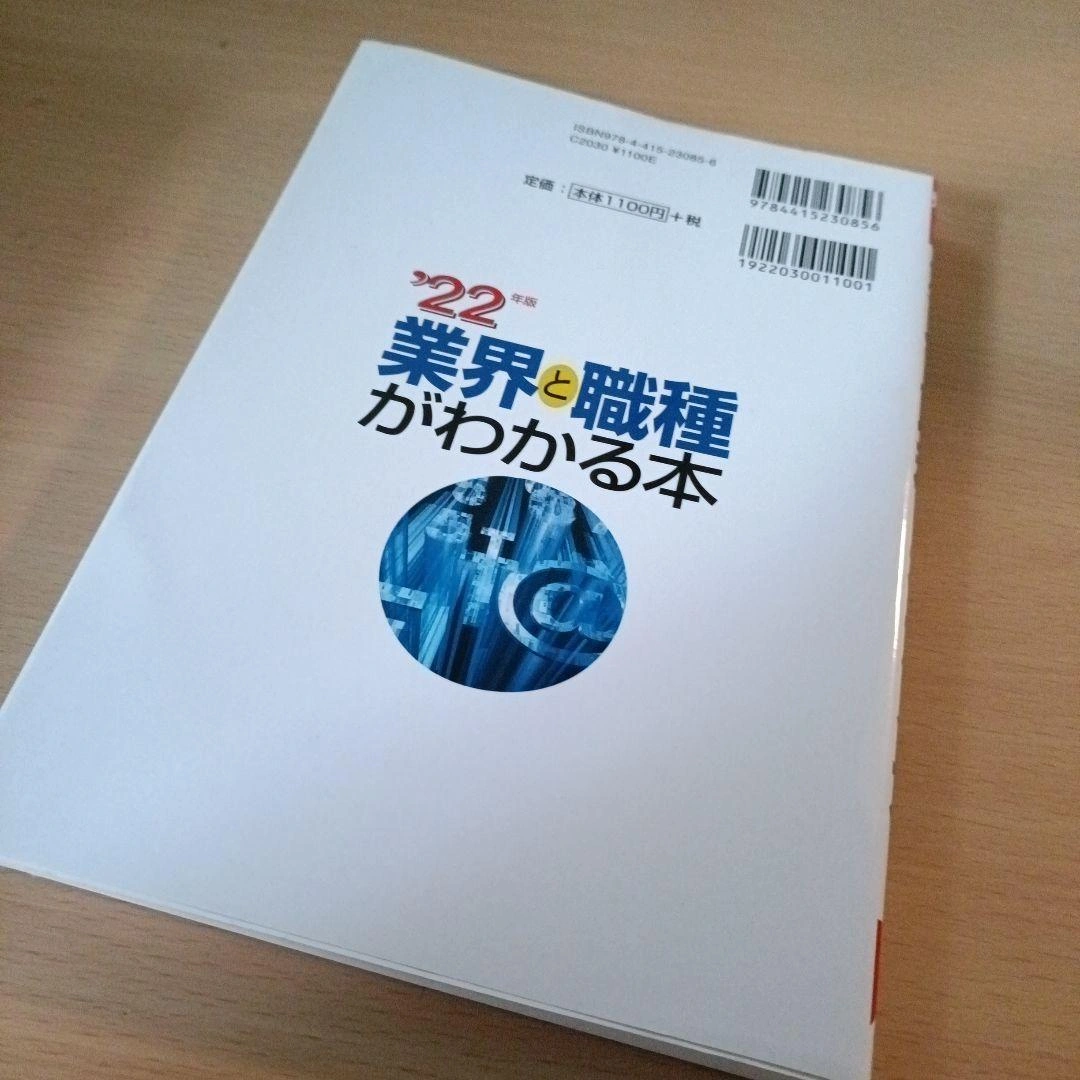 ISBN978-4-415-23085-6
C2030 ¥1100E
定価：本体1100円+税
9784415230856
1922030011001
'22年版
業界と職種
がわかる本
@